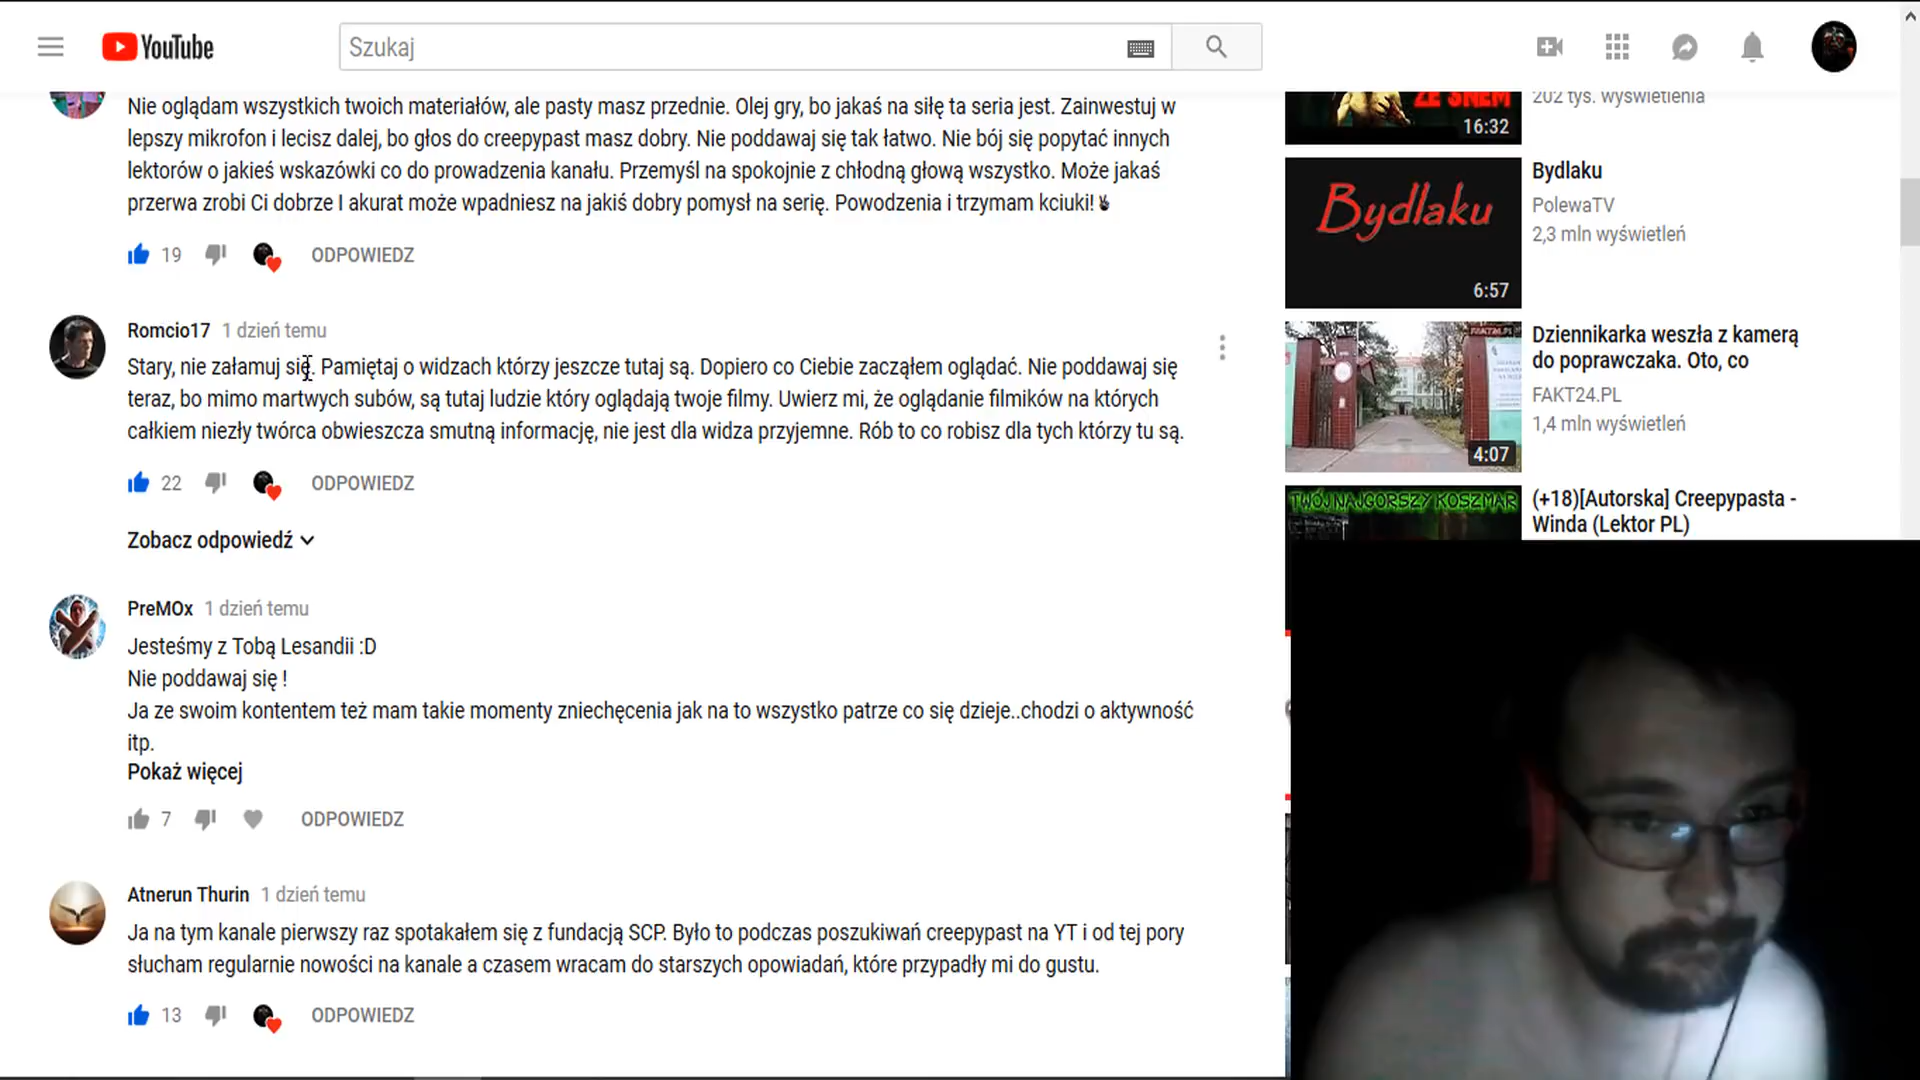 YouTube
Szukaj
Nie oglądam wszystkich twoich materiałów, ale pasty masz przednie. Olej gry, bo jakaś na siłę ta seria jest. Zainwestuj w
lepszy mikrofon i lecisz dalej, bo głos do creepypast masz dobry. Nie poddawaj się tak łatwo. Nie bój się popytać innych
lektorów o jakieś wskazówki co do prowadzenia kanału. Przemyśl na spokojnie z chłodną głową wszystko. Może jakaś
przerwa zrobi Ci dobrze I akurat może wpadniesz na jakiś dobry pomysł na serię. Powodzenia i trzymam kciuki!✌
19
ODPOWIEDZ
Romcio17 1 dzień temu
Stary, nie załamuj się. Pamiętaj o widzach którzy jeszcze tutaj są. Dopiero co Ciebie zacząłem oglądać. Nie poddawaj się
teraz, bo mimo martwych subów, są tutaj ludzie który oglądają twoje filmy. Uwierz mi, że oglądanie filmików na których
całkiem niezły twórca obwieszcza smutną informację, nie jest dla widza przyjemne. Rób to co robisz dla tych którzy tu są.
22
ODPOWIEDZ
Zobacz odpowiedź
PreMOx 1 dzień temu
Jesteśmy z Tobą Lesandii :D
Nie poddawaj się !
Ja ze swoim kontentem też mam takie momenty zniechęcenia jak na to wszystko patrze co się dzieje..chodzi o aktywność
itp.
Pokaż więcej
7
ODPOWIEDZ
Atnerun Thurin 1 dzień temu
Ja na tym kanale pierwszy raz spotakałem się z fundacją SCP. Było to podczas poszukiwań creepypast na YT i od tej pory
słucham regularnie nowości na kanale a czasem wracam do starszych opowiadań, które przypadły mi do gustu.
13
ODPOWIEDZ
ZE SNEM
16:32
202 tys. wyświetlenia
Bydlaku
6:57
Bydlaku
PolewaTV
2,3 mln wyświetleń
FAKT24.PL
4:07
Dziennikarka weszła z kamerą
do poprawczaka. Oto, co
FAKT24.PL
1,4 mln wyświetleń
TWÓJ NAJGORSZY KOSZMAR
(+18)[Autorska] Creepypasta -
Winda (Lektor PL)